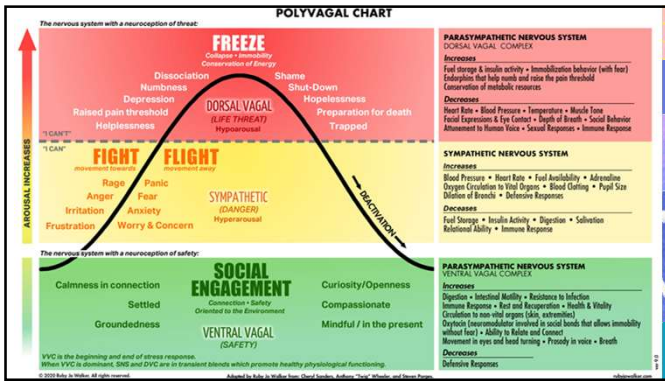 POLYVAGAL CHART
The nervous system with a neuroception of threat:
FREEZE
Collapse • Immobility
Conservation of Energy
Dissociation
Numbness
Depression
Raised pain threshold
Helplessness
Shame
Shut-Down
Hopelessness
Preparation for death
Trapped
DORSAL VAGAL
(LIFE THREAT)
Hypoarousal
"I CAN'T"
"I CAN"
FIGHT
movement towards
FLIGHT
movement away
Rage
Anger
Irritation
Frustration
Panic
Fear
Anxiety
Worry & Concern
SYMPATHETIC
(DANGER)
Hyperarousal
DEACTIVATION
AROUSAL INCREASES
The nervous system with a neuroception of safety:
SOCIAL
ENGAGEMENT
Connection • Safety
Oriented to the Environment
Calmness in connection
Settled
Groundedness
Curiosity/Openness
Compassionate
Mindful / in the present
VENTRAL VAGAL
(SAFETY)
VVC is the beginning and end of stress response.
When VVC is dominant, SNS and DVC are in transient blends which promote healthy physiological functioning.
PARASYMPATHETIC NERVOUS SYSTEM
DORSAL VAGAL COMPLEX
Increases
Fuel storage & insulin activity • Immobilization behavior (with fear)
Endorphins that help numb and raise the pain threshold
Conservation of metabolic resources
Decreases
Heart Rate • Blood Pressure • Temperature • Muscle Tone
Facial Expressions & Eye Contact • Depth of Breath • Social Behavior
Attunement to Human Voice • Sexual Responses • Immune Response
SYMPATHETIC NERVOUS SYSTEM
Increases
Blood Pressure • Heart Rate • Fuel Availability • Adrenaline
Oxygen Circulation to Vital Organs • Blood Clotting • Pupil Size
Dilation of Bronchi • Defensive Responses
Deceases
Fuel Storage • Insulin Activity • Digestion • Salivation
Relational Ability • Immune Response
PARASYMPATHETIC NERVOUS SYSTEM
VENTRAL VAGAL COMPLEX
Increases
Digestion • Intestinal Motility • Resistance to Infection
Immune Response • Rest and Recuperation • Health & Vitality
Circulation to non-vital organs (skin, extremities)
Oxytocin (neuromodulator involved in social bonds that allows immobility
without fear) • Ability to Relate and Connect
Movement in eyes and head turning • Prosody in voice • Breath
Decreases
Defensive Responses
© 2020 Ruby Jo Walker. All rights reserved.
Adapted by Ruby Jo Walker from: Cheryl Sanders, Anthony "Twig" Wheeler, and Steven Porges.
rubyjowalker.com